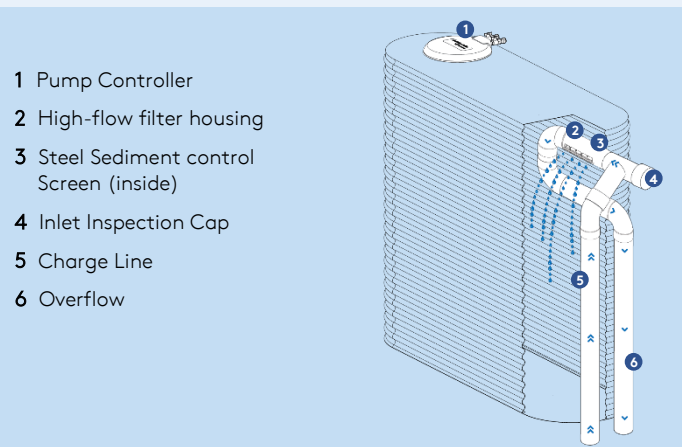 1 Pump Controller
2 High-flow filter housing
3 Steel Sediment control
Screen (inside)
4 Inlet Inspection Cap
5 Charge Line
6 Overflow
1
2
3
4
5
6